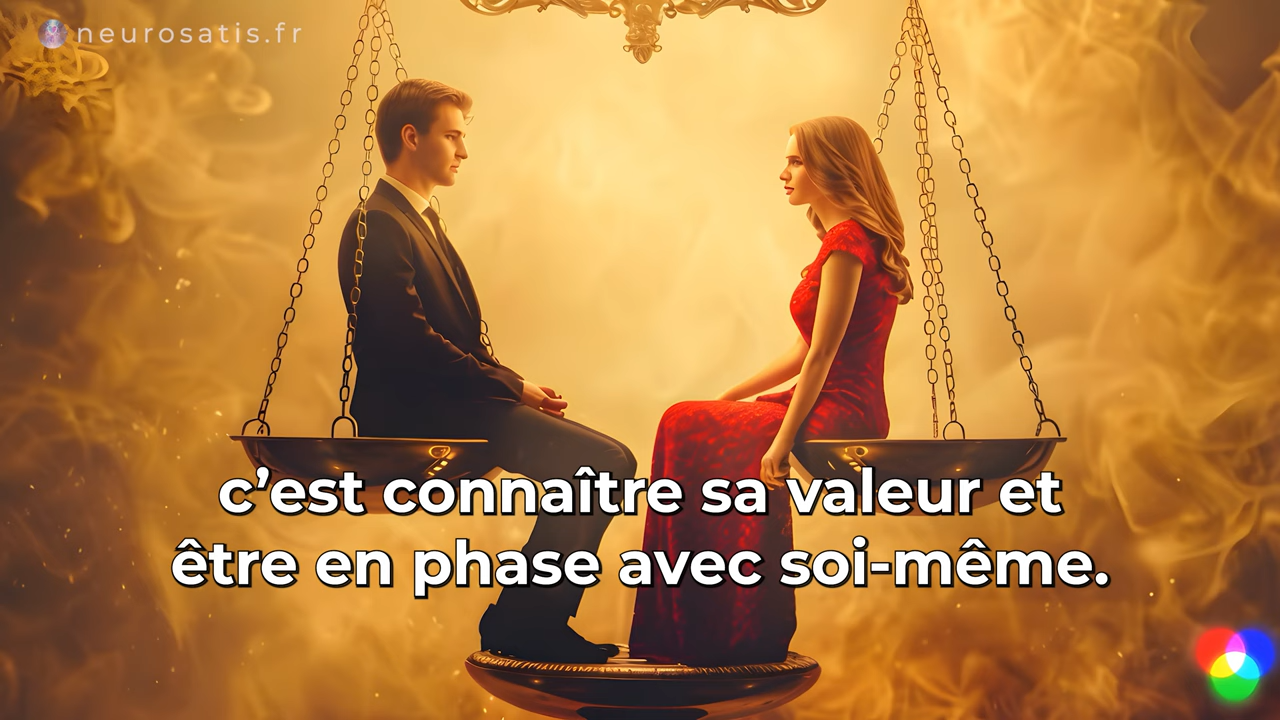 neurosatis.fr
c’est connaître sa valeur et
être en phase avec soi-même.